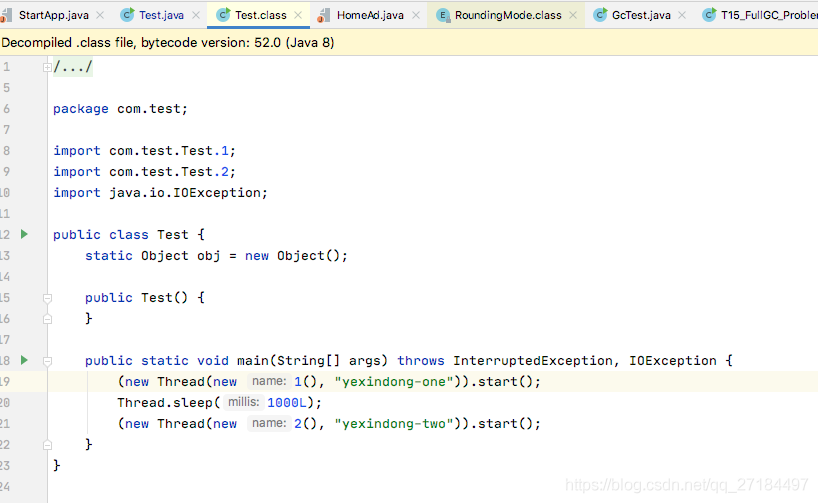 StartApp.java × Test.java × Test.class × HomeAd.java × RoundingMode.class × GcTest.java × T15_FullGC_Problem
Decompiled .class file, bytecode version: 52.0 (Java 8)
1 /.../
5
6 package com.test;
7
8 import com.test.Test.1;
9 import com.test.Test.2;
10 import java.io.IOException;
11
12 public class Test {
13 static Object obj = new Object();
14
15 public Test() {
16 }
17
18 public static void main(String[] args) throws InterruptedException, IOException {
19 (new Thread(new name: 1(), "yexindong-one")).start();
20 Thread.sleep( millis: 1000L);
21 (new Thread(new name: 2(), "yexindong-two")).start();
22 }
23 }
24
https://blog.csdn.net/qq_27184497